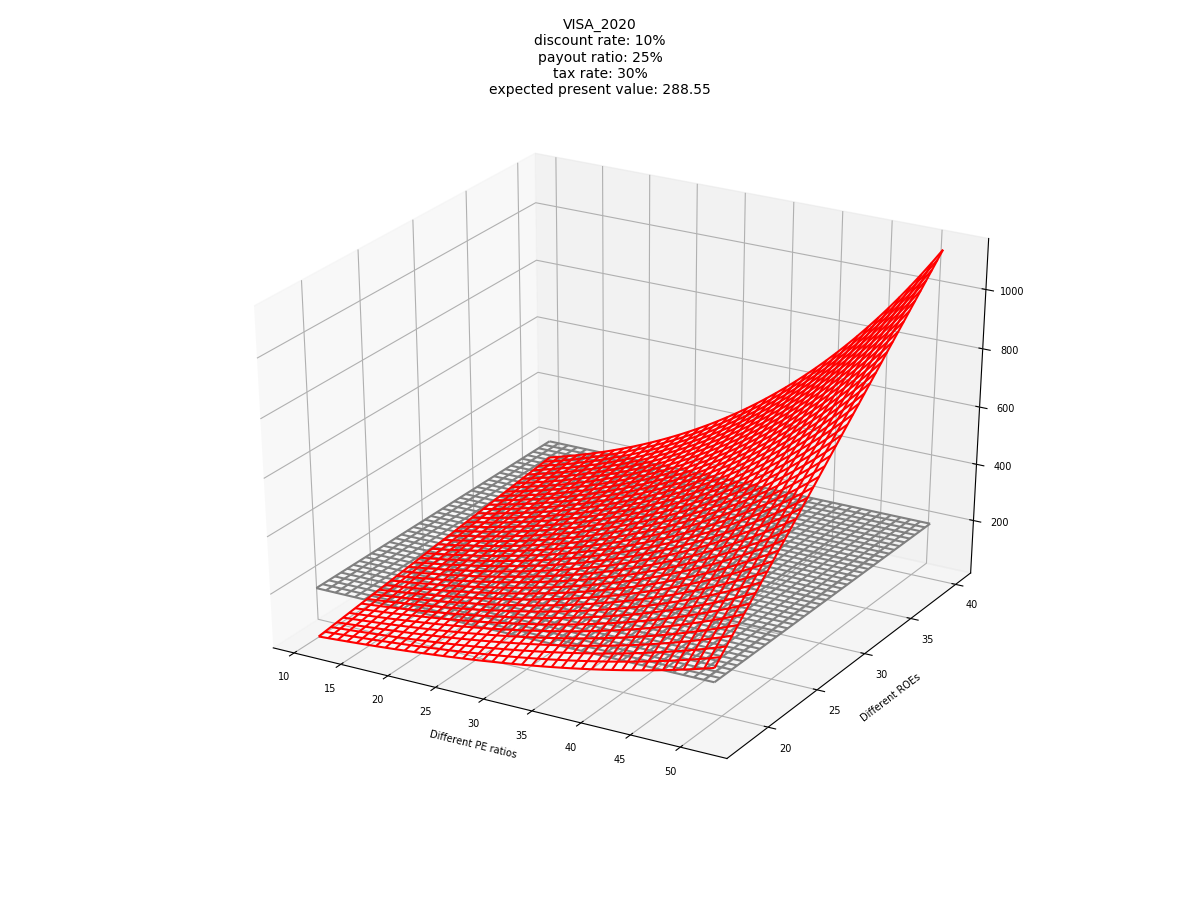 VISA_2020
discount rate: 10%
payout ratio: 25%
tax rate: 30%
expected present value: 288.55
1000
800
600
400
200
40
35
30
25
20
Different ROEs
10
15
20
25
30
35
40
45
50
Different PE ratios